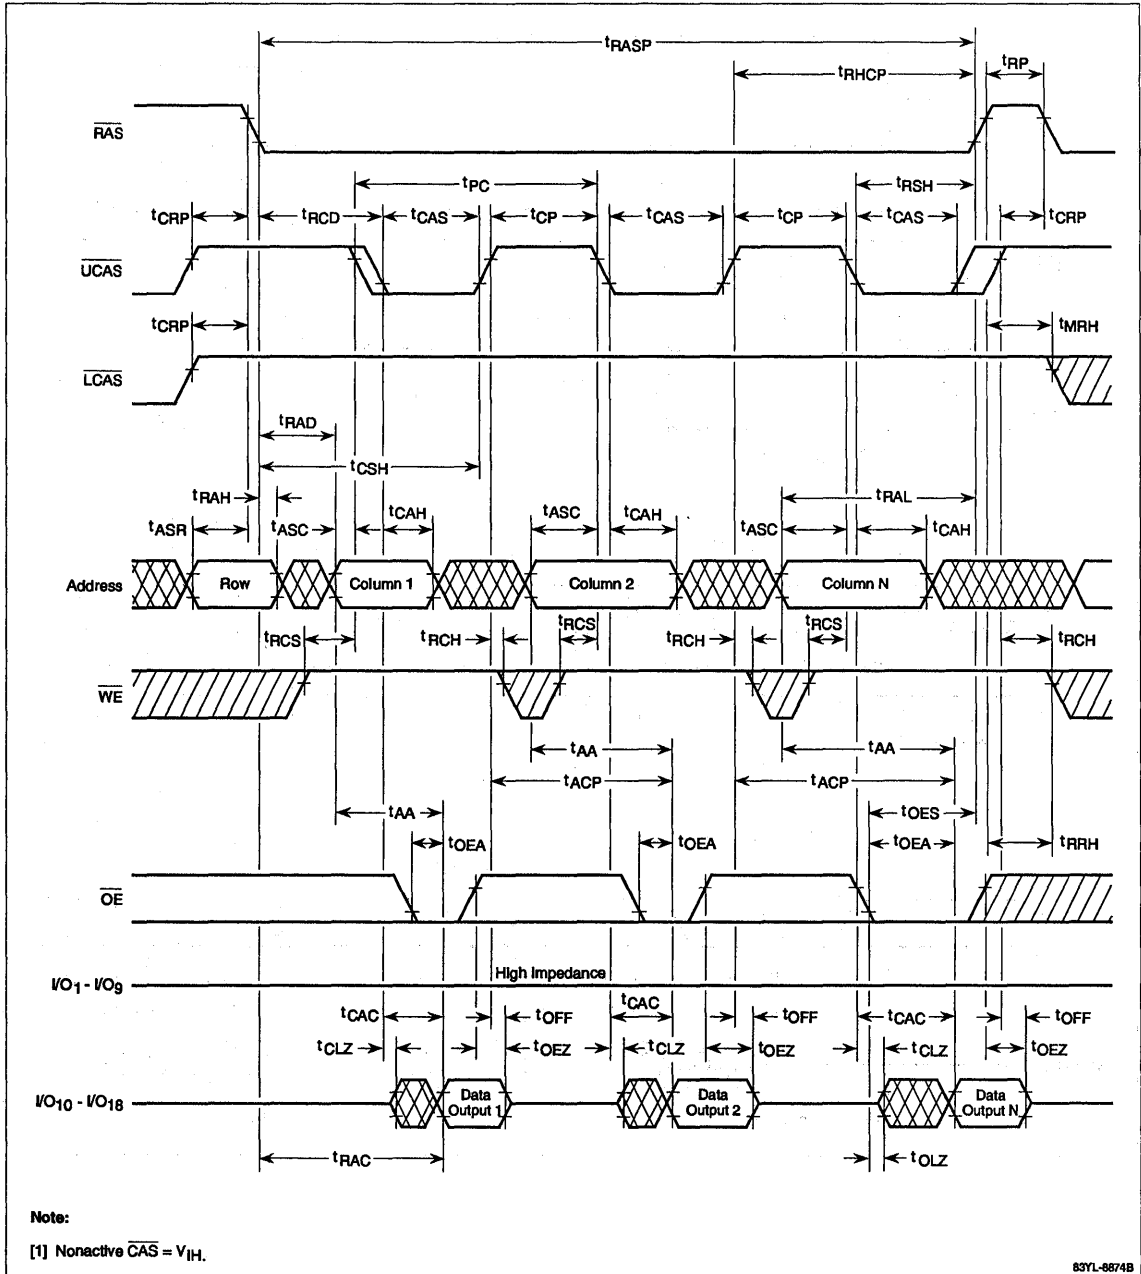 tRASP
tRHCP
tRP
RAS
tPC
tRSH
tCRP
tRCD
tCAS
tCP
tCAS
tCP
tCAS
tCRP
UCAS
tCRP
tMRH
LCAS
tRAD
tCSH
tRAH
tRAL
tASR
tASC
tCAH
tASC
tCAH
tASC
tCAH
Address
Row
Column 1
Column 2
Column N
tRCS
tRCH
tRCS
tRCH
tRCS
tRCH
WE
tAA
tAA
tACP
tACP
tAA
tOES
tOEA
tOEA
tOEA
tRRH
OE
High Impedance
I/O1 - I/O9
tCAC
tOFF
tCAC
tOFF
tCAC
tOFF
tCLZ
tOEZ
tCLZ
tOEZ
tCLZ
tOEZ
I/O10 - I/O18
Data
Output 1
Data
Output 2
Data
Output N
tRAC
tOLZ
Note:
[1] Nonactive CAS = VIH.
83YL-8874B